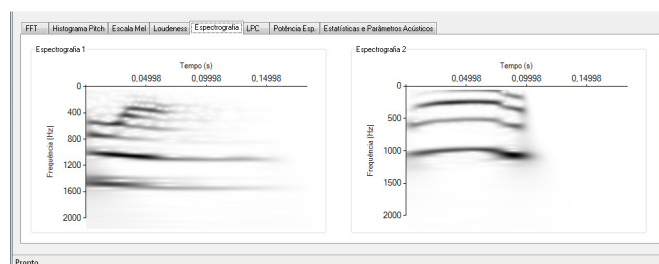 FFT Histograma Pitch Escala Mel Loudeness Espectrografia LPC Potência Esp. Estatísticas e Parâmetros Acústicos
Espectrografia 1
Tempo (s)
0,04998 0,09998 0,14998
0
400
800
1200
1600
2000
Frequência [Hz]
Espectrografia 2
Tempo (s)
0,04998 0,09998 0,14998
0
500
1000
1500
2000
Frequência [Hz]
Pronto